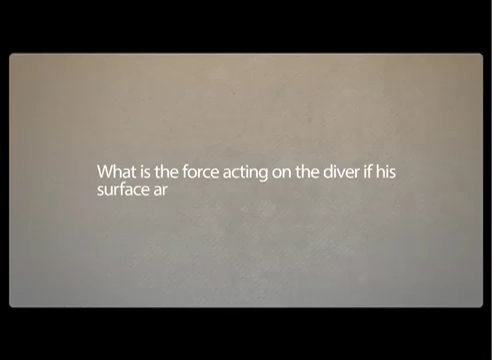 What is the force acting on the diver if his
surface ar